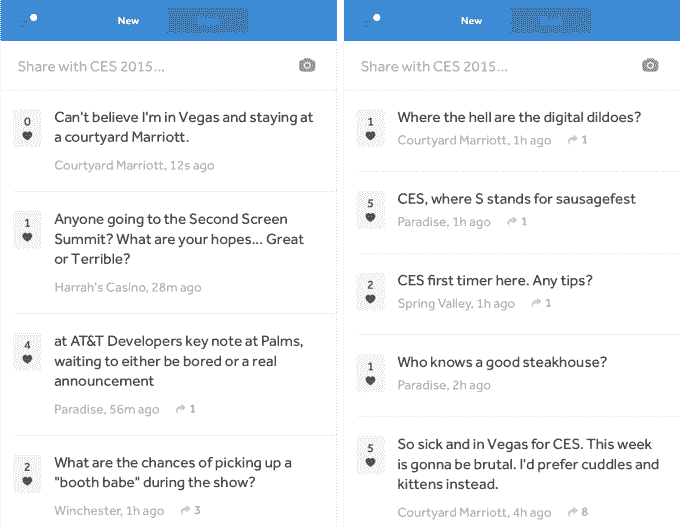 New
Share with CES 2015...
0
Can't believe I'm in Vegas and staying at
a courtyard Marriott.
Courtyard Marriott, 12s ago
1
Anyone going to the Second Screen
Summit? What are your hopes... Great
or Terrible?
Harrah's Casino, 28m ago
4
at AT&T Developers key note at Palms,
waiting to either be bored or a real
announcement
Paradise, 56m ago 1
2
What are the chances of picking up a
"booth babe" during the show?
Winchester, 1h ago 3
New
Share with CES 2015...
1
Where the hell are the digital dildoes?
Courtyard Marriott, 1h ago 1
5
CES, where S stands for sausagefest
Paradise, 1h ago 1
2
CES first timer here. Any tips?
Spring Valley, 1h ago 1
1
Who knows a good steakhouse?
Paradise, 2h ago
5
So sick and in Vegas for CES. This week
is gonna be brutal. I'd prefer cuddles and
kittens instead.
Courtyard Marriott, 4h ago 8